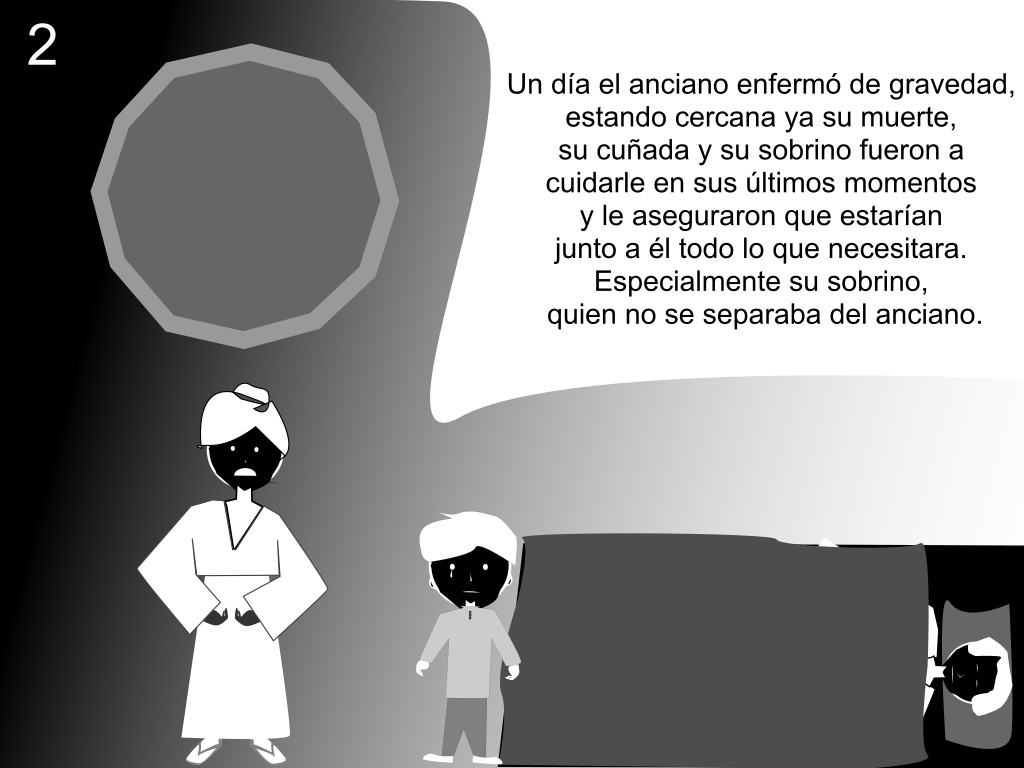 2
Un día el anciano enfermó de gravedad,
estando cercana ya su muerte,
su cuñada y su sobrino fueron a
cuidarle en sus últimos momentos
y le aseguraron que estarían
junto a él todo lo que necesitara.
Especialmente su sobrino,
quien no se separaba del anciano.